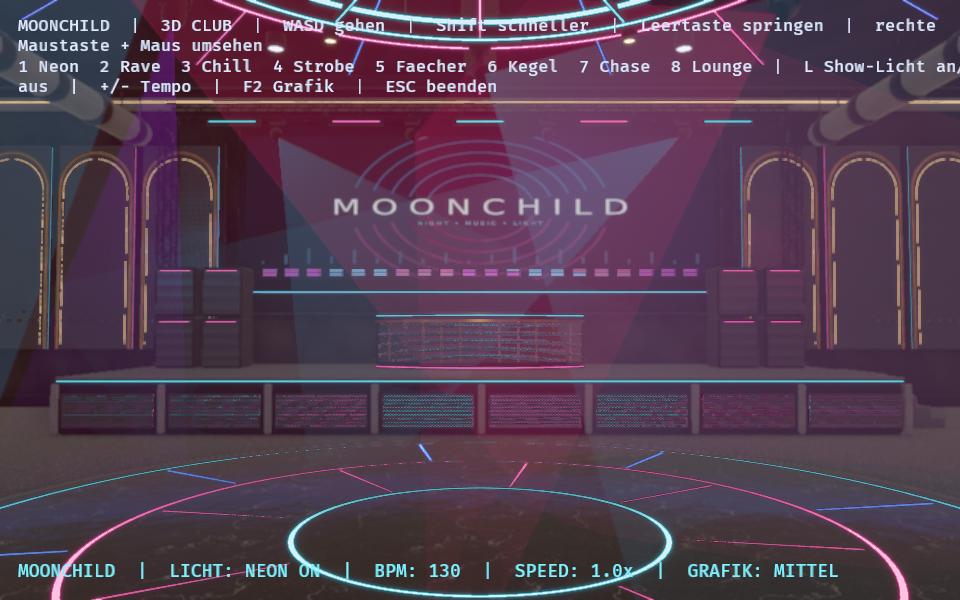 MOONCHILD | 3D CLUB | WASD gehen | Shift schneller | Leertaste springen | rechte
Maustaste + Maus umsehen
1 Neon 2 Rave 3 Chill 4 Strobe 5 Faecher 6 Kegel 7 Chase 8 Lounge | L Show-Licht an/
aus | +/- Tempo | F2 Grafik | ESC beenden
MOONCHILD
NIGHT • MUSIC • LIGHT
MOONCHILD | LICHT: NEON ON | BPM: 130 | SPEED: 1.0x | GRAFIK: MITTEL